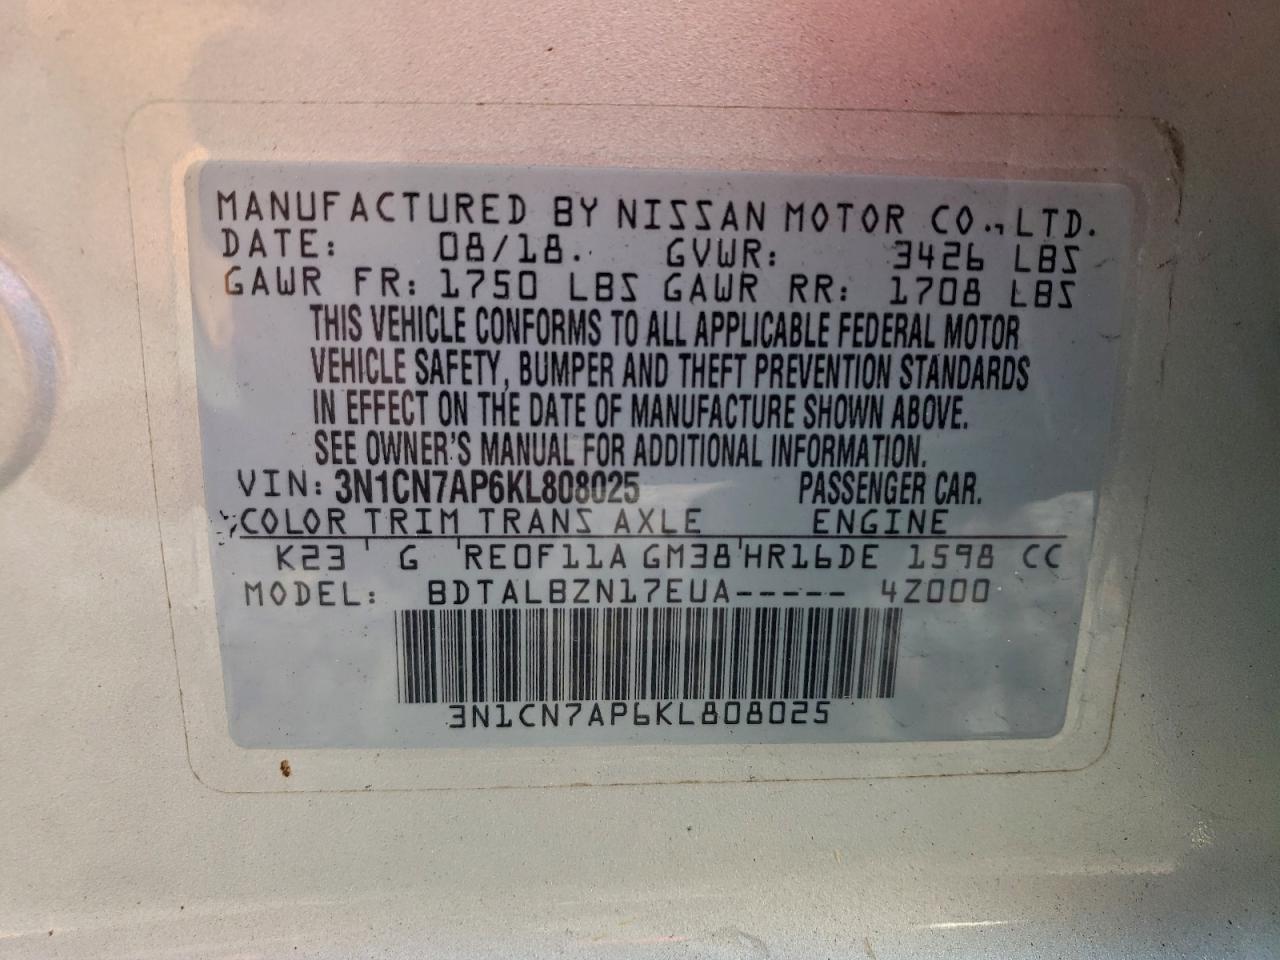 MANUFACTURED BY NISSAN MOTOR CO., LTD.
DATE: 08/18. GVWR: 3426 LBS
GAWR FR: 1750 LBS GAWR RR: 1708 LBS
THIS VEHICLE CONFORMS TO ALL APPLICABLE FEDERAL MOTOR
VEHICLE SAFETY, BUMPER AND THEFT PREVENTION STANDARDS
IN EFFECT ON THE DATE OF MANUFACTURE SHOWN ABOVE.
SEE OWNER'S MANUAL FOR ADDITIONAL INFORMATION.
VIN: 3N1CN7AP6KL808025 PASSENGER CAR.
COLOR TRIM TRANS AXLE ENGINE
K23 G RE0F11A GM38 HR16DE 1598 CC
MODEL: BDTALBZN17EUA----- 4Z000
3N1CN7AP6KL808025